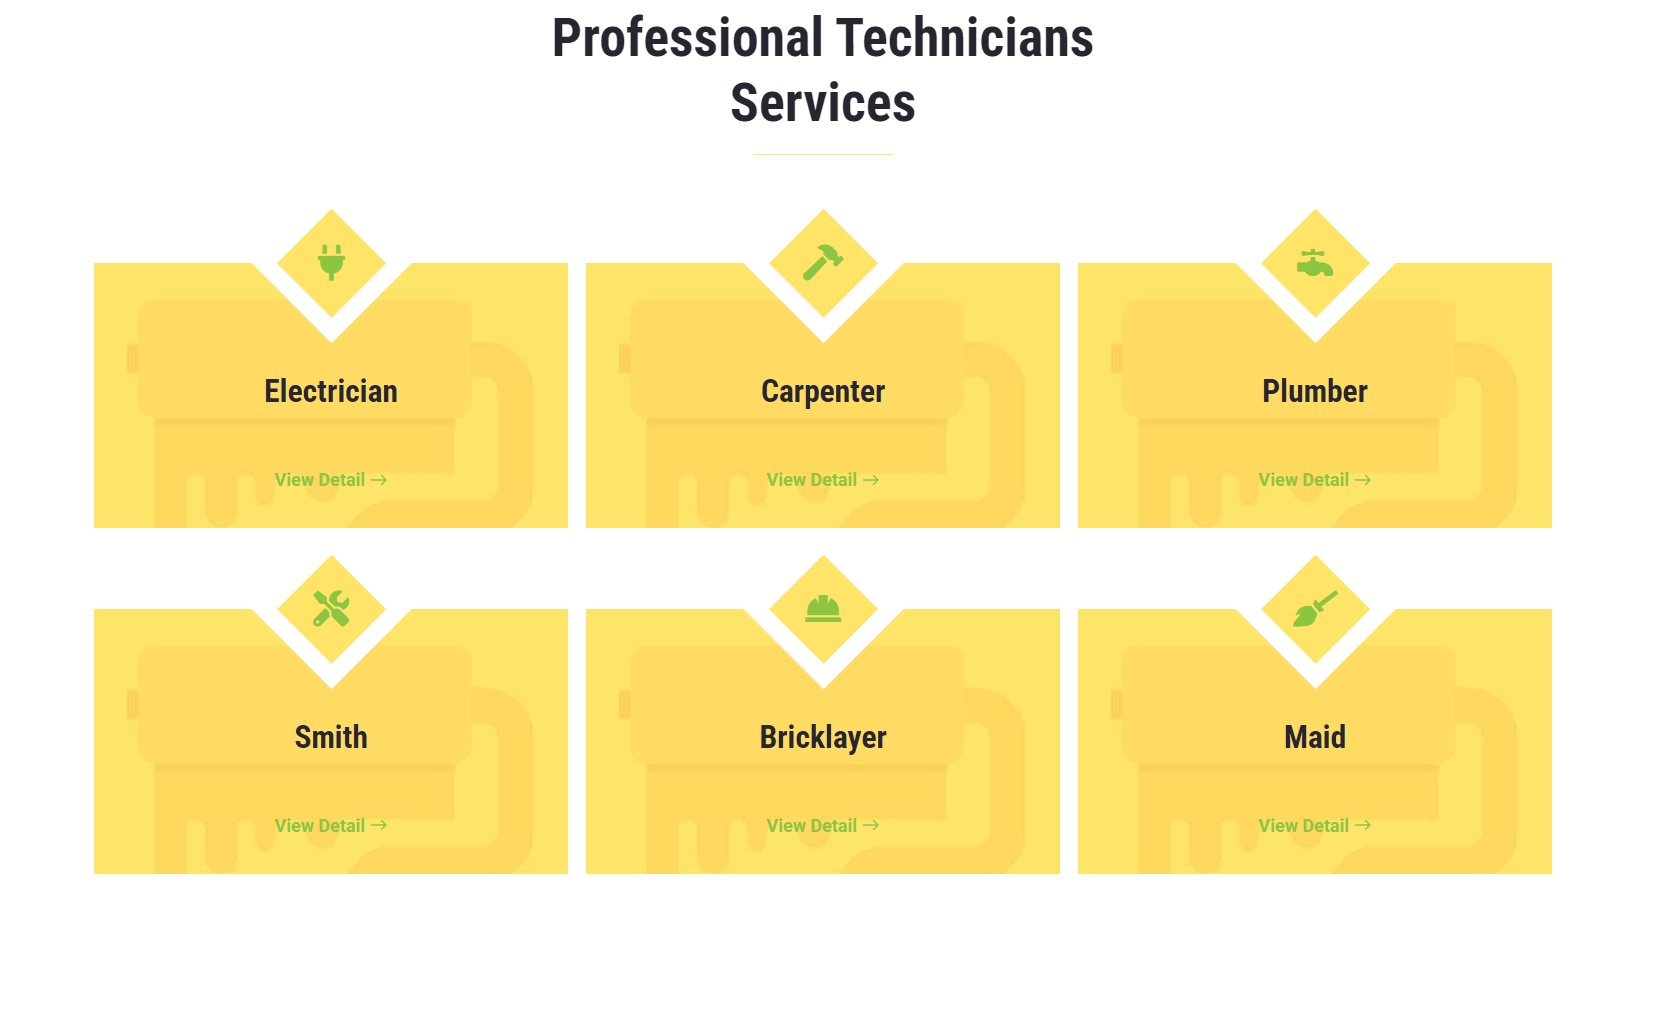 Professional Technicians
Services
Electrician
View Detail →
Carpenter
View Detail →
Plumber
View Detail →
Smith
View Detail →
Bricklayer
View Detail →
Maid
View Detail →